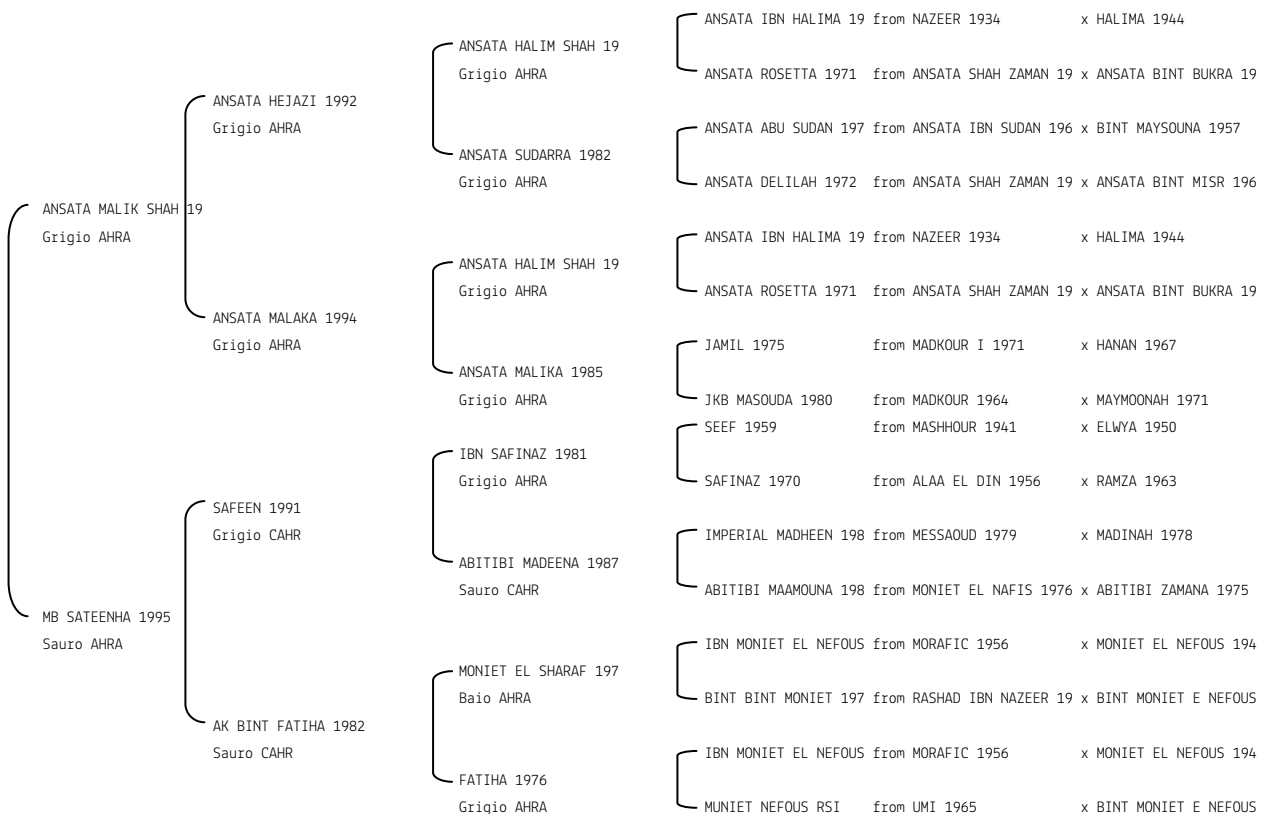 ANSATA IBN HALIMA 19 from NAZEER 1934 x HALIMA 1944
ANSATA HALIM SHAH 19
Grigio AHRA
ANSATA ROSETTA 1971 from ANSATA SHAH ZAMAN 19 x ANSATA BINT BUKRA 19
ANSATA HEJAZI 1992
Grigio AHRA
ANSATA ABU SUDAN 197 from ANSATA IBN SUDAN 196 x BINT MAYSOUNA 1957
ANSATA SUDARRA 1982
Grigio AHRA
ANSATA DELILAH 1972 from ANSATA SHAH ZAMAN 19 x ANSATA BINT MISR 196
ANSATA MALIK SHAH 19
Grigio AHRA
ANSATA IBN HALIMA 19 from NAZEER 1934 x HALIMA 1944
ANSATA HALIM SHAH 19
Grigio AHRA
ANSATA ROSETTA 1971 from ANSATA SHAH ZAMAN 19 x ANSATA BINT BUKRA 19
ANSATA MALAKA 1994
Grigio AHRA
JAMIL 1975 from MADKOUR I 1971 x HANAN 1967
ANSATA MALIKA 1985
Grigio AHRA
JKB MASOUDA 1980 from MADKOUR 1964 x MAYMOONAH 1971
SEEF 1959 from MASHHOUR 1941 x ELWYA 1950
IBN SAFINAZ 1981
Grigio AHRA
SAFINAZ 1970 from ALAA EL DIN 1956 x RAMZA 1963
SAFEEN 1991
Grigio CAHR
IMPERIAL MADHEEN 198 from MESSAOUD 1979 x MADINAH 1978
ABITIBI MADEENA 1987
Sauro CAHR
ABITIBI MAAMOUNA 198 from MONIET EL NAFIS 1976 x ABITIBI ZAMANA 1975
MB SATEENHA 1995
Sauro AHRA
IBN MONIET EL NEFOUS from MORAFIC 1956 x MONIET EL NEFOUS 194
MONIET EL SHARAF 197
Baio AHRA
BINT BINT MONIET 197 from RASHAD IBN NAZEER 19 x BINT MONIET E NEFOUS
AK BINT FATIHA 1982
Sauro CAHR
IBN MONIET EL NEFOUS from MORAFIC 1956 x MONIET EL NEFOUS 194
FATIHA 1976
Grigio AHRA
MUNIET NEFOUS RSI from UMI 1965 x BINT MONIET E NEFOUS